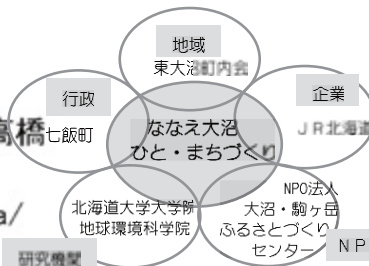 地域
東大沼町内会
行政
七飯町
企業
JR北海道
高橋
ななえ大沼
ひと・まちづくり
北海道大学大学院
地球環境科学院
NPO法人
大沼・駒ヶ岳
ふるさとづくり
センター
NP
a/
研究機関